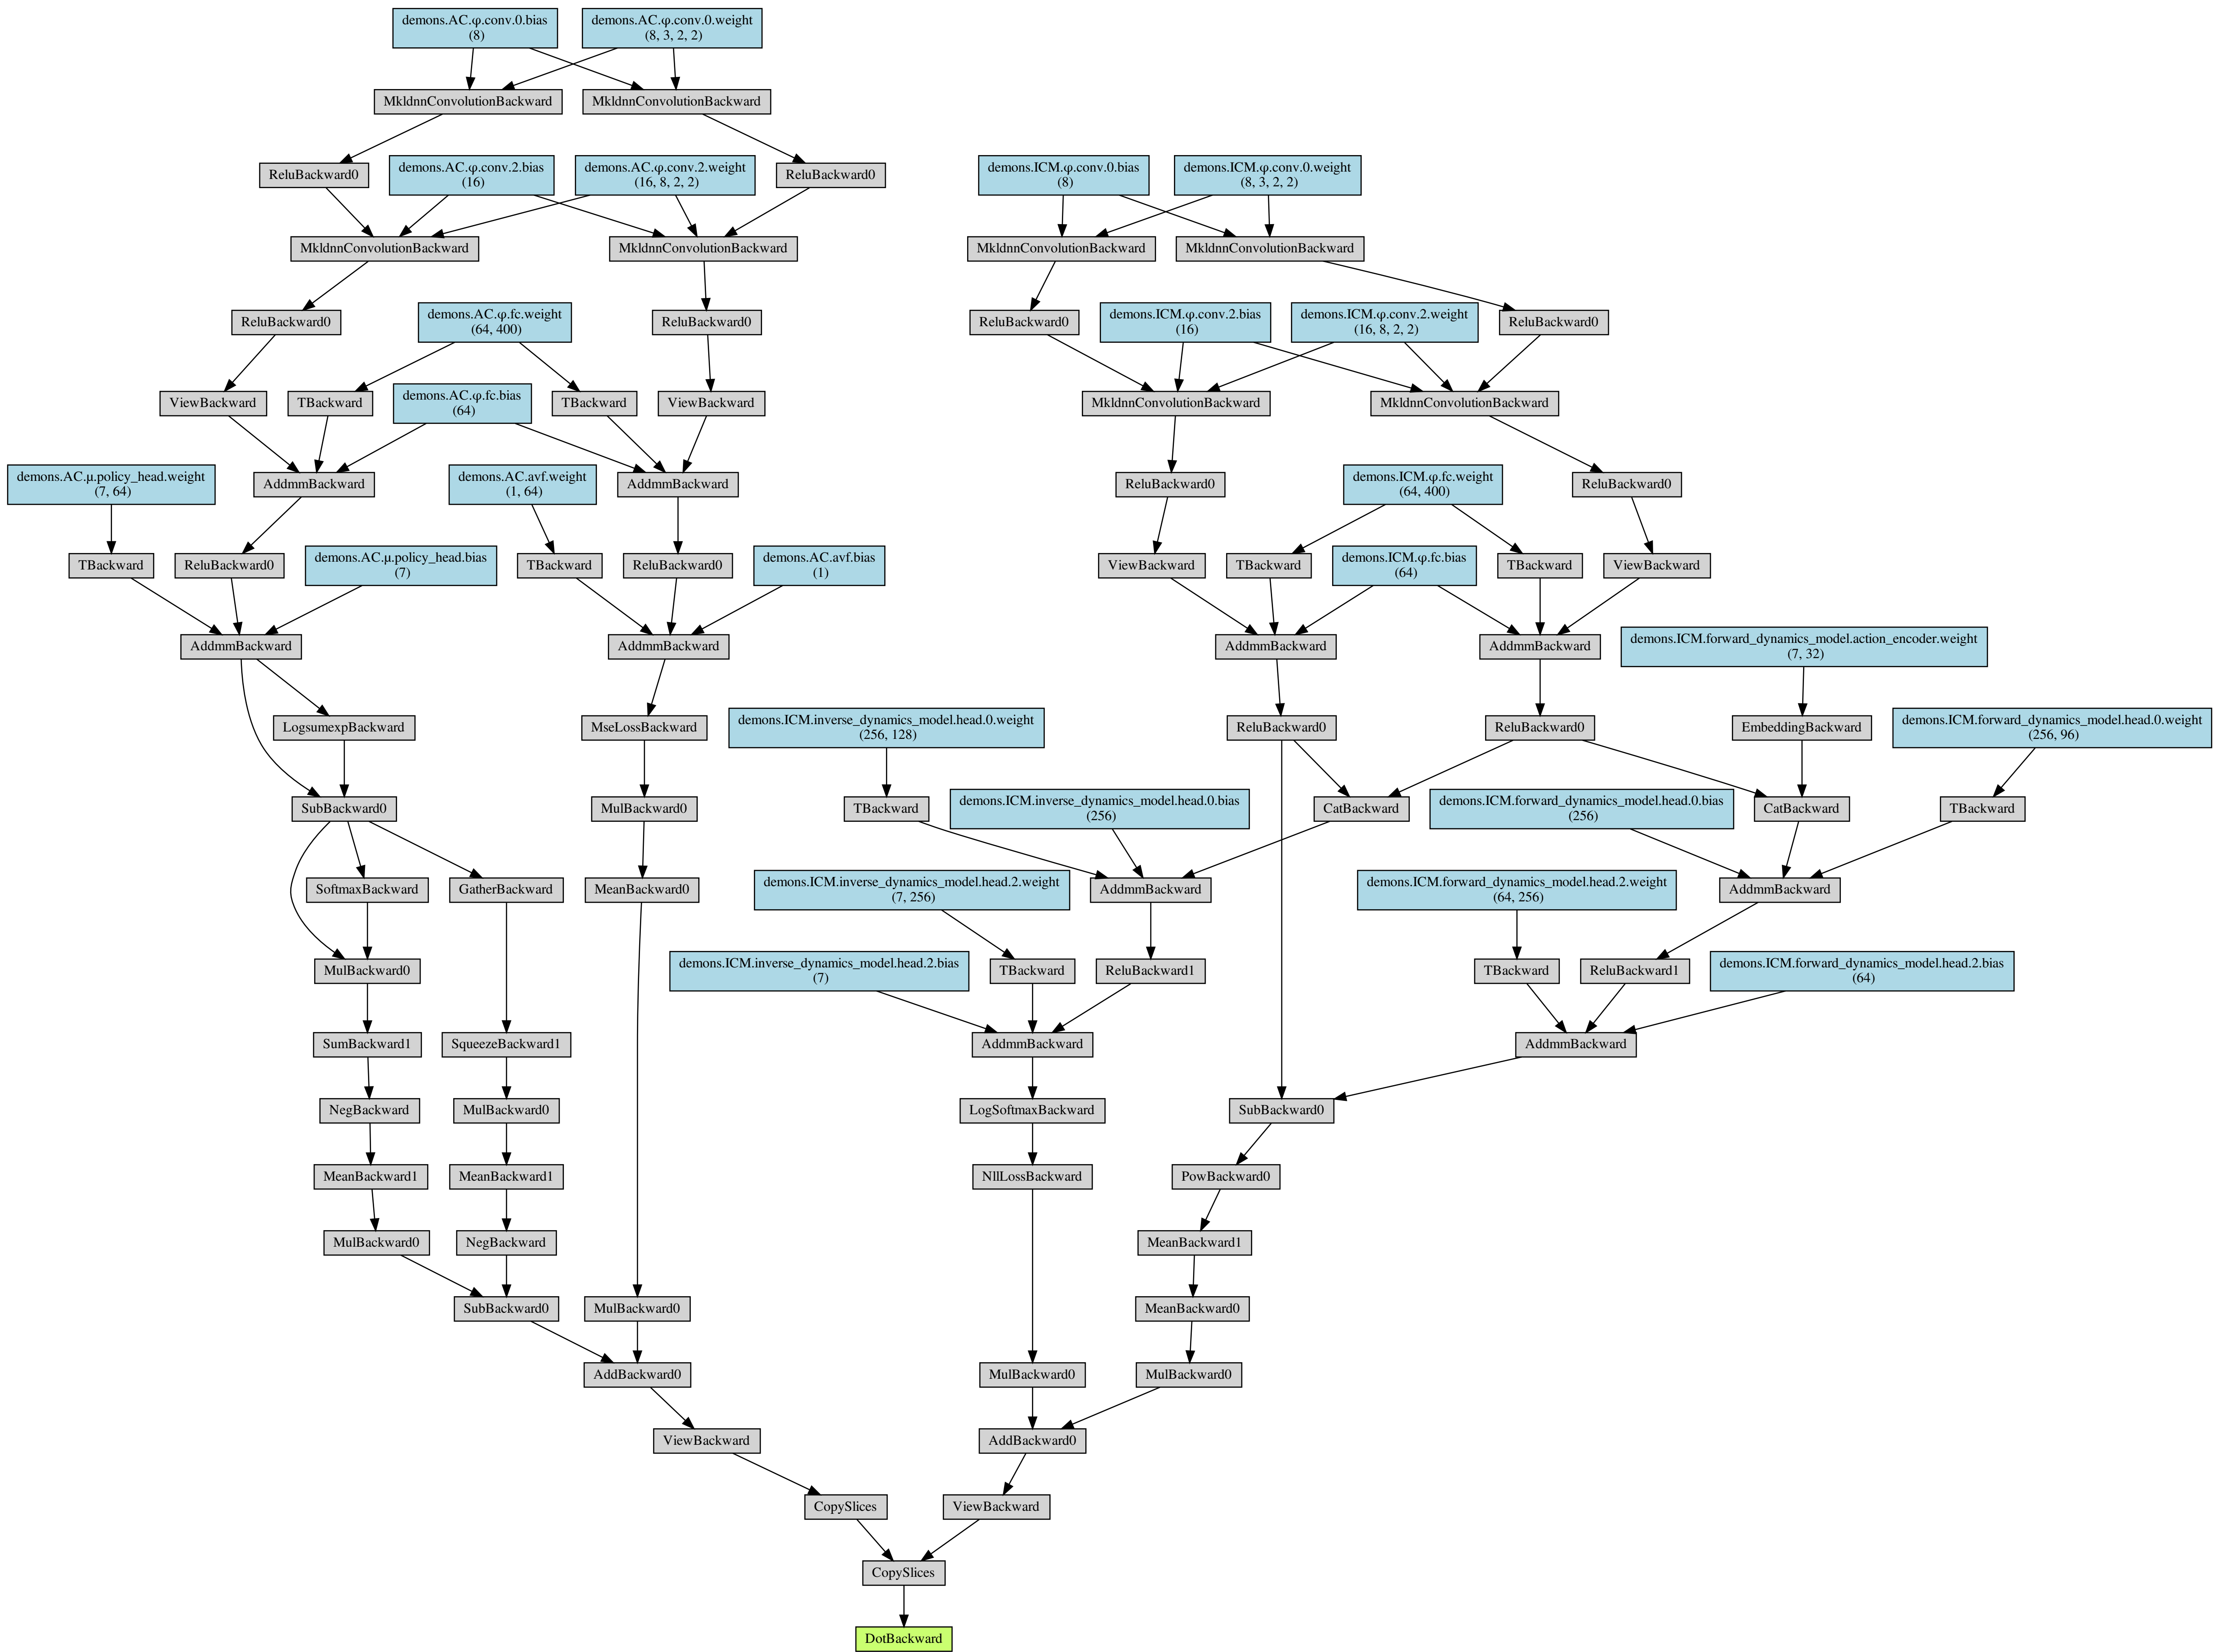 demons.AC.φ.conv.0.bias
(8)
demons.AC.φ.conv.0.weight
(8, 3, 2, 2)
MkldnnConvolutionBackward
MkldnnConvolutionBackward
ReluBackward0
demons.AC.φ.conv.2.bias
(16)
demons.AC.φ.conv.2.weight
(16, 8, 2, 2)
ReluBackward0
demons.ICM.φ.conv.0.bias
(8)
demons.ICM.φ.conv.0.weight
(8, 3, 2, 2)
MkldnnConvolutionBackward
MkldnnConvolutionBackward
MkldnnConvolutionBackward
MkldnnConvolutionBackward
ReluBackward0
demons.AC.φ.fc.weight
(64, 400)
ReluBackward0
ReluBackward0
demons.ICM.φ.conv.2.bias
(16)
demons.ICM.φ.conv.2.weight
(16, 8, 2, 2)
ReluBackward0
ViewBackward
TBackward
demons.AC.φ.fc.bias
(64)
TBackward
ViewBackward
MkldnnConvolutionBackward
MkldnnConvolutionBackward
demons.AC.μ.policy_head.weight
(7, 64)
AddmmBackward
demons.AC.avf.weight
(1, 64)
AddmmBackward
ReluBackward0
demons.ICM.φ.fc.weight
(64, 400)
ReluBackward0
TBackward
ReluBackward0
demons.AC.μ.policy_head.bias
(7)
TBackward
ReluBackward0
demons.AC.avf.bias
(1)
ViewBackward
TBackward
demons.ICM.φ.fc.bias
(64)
TBackward
ViewBackward
AddmmBackward
AddmmBackward
AddmmBackward
AddmmBackward
demons.ICM.forward_dynamics_model.action_encoder.weight
(7, 32)
LogsumexpBackward
MseLossBackward
demons.ICM.inverse_dynamics_model.head.0.weight
(256, 128)
ReluBackward0
ReluBackward0
EmbeddingBackward
demons.ICM.forward_dynamics_model.head.0.weight
(256, 96)
SubBackward0
MulBackward0
TBackward
demons.ICM.inverse_dynamics_model.head.0.bias
(256)
CatBackward
demons.ICM.forward_dynamics_model.head.0.bias
(256)
CatBackward
TBackward
SoftmaxBackward
GatherBackward
MeanBackward0
demons.ICM.inverse_dynamics_model.head.2.weight
(7, 256)
AddmmBackward
demons.ICM.forward_dynamics_model.head.2.weight
(64, 256)
AddmmBackward
MulBackward0
demons.ICM.inverse_dynamics_model.head.2.bias
(7)
TBackward
ReluBackward1
TBackward
ReluBackward1
demons.ICM.forward_dynamics_model.head.2.bias
(64)
SumBackward1
SqueezeBackward1
AddmmBackward
AddmmBackward
NegBackward
MulBackward0
LogSoftmaxBackward
SubBackward0
MeanBackward1
MeanBackward1
NllLossBackward
PowBackward0
MulBackward0
NegBackward
MeanBackward1
SubBackward0
MulBackward0
MeanBackward0
AddBackward0
MulBackward0
MulBackward0
ViewBackward
AddBackward0
CopySlices
ViewBackward
CopySlices
DotBackward